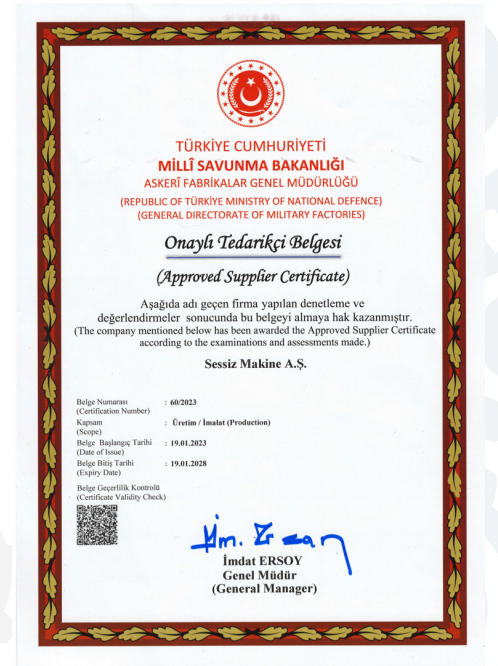 TÜRKİYE CUMHURİYETİ
MİLLÎ SAVUNMA BAKANLIĞI
ASKERÎ FABRİKALAR GENEL MÜDÜRLÜĞÜ
(REPUBLIC OF TÜRKİYE MINISTRY OF NATIONAL DEFENCE)
(GENERAL DIRECTORATE OF MILITARY FACTORIES)
Onaylı Tedarikçi Belgesi
(Approved Supplier Certificate)
Aşağıda adı geçen firma yapılan denetleme ve
değerlendirmeler sonucunda bu belgeyi almaya hak kazanmıştır.
(The company mentioned below has been awarded the Approved Supplier Certificate
according to the examinations and assessments made.)
Sessiz Makine A.Ş.
Belge Numarası : 60/2023
(Certification Number)
Kapsam : Üretim / İmalat (Production)
(Scope)
Belge Başlangıç Tarihi : 19.01.2023
(Date of Issue)
Belge Bitiş Tarihi : 19.01.2028
(Expiry Date)
Belge Geçerlilik Kontrolü
(Certificate Validity Check)
İmdat ERSOY
Genel Müdür
(General Manager)